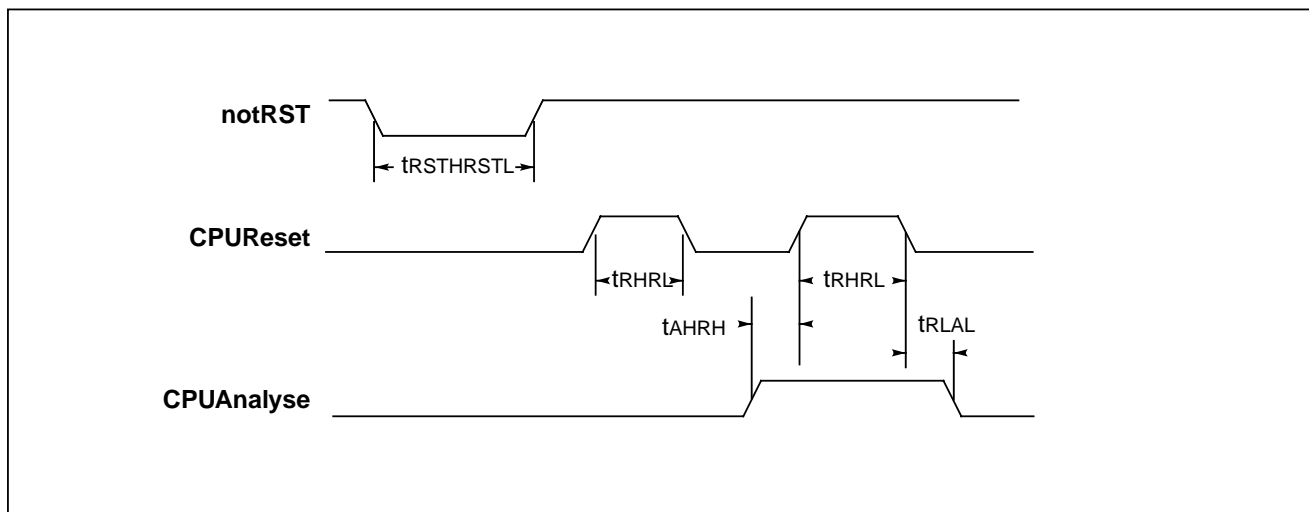 notRST
tRSTHRSTL
CPUReset
tRHRL
tRHRL
tAHRH
tRLAL
CPUAnalyse